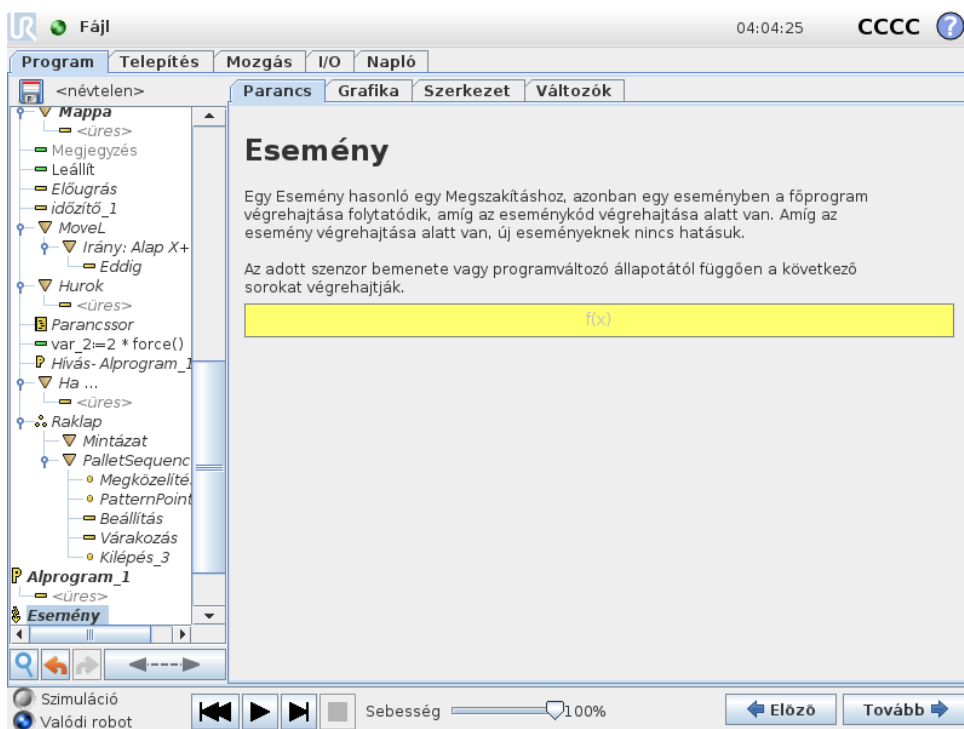 Fájl
04:04:25
CCCC
?
Program
Telepítés
Mozgás
I/O
Napló
<névtelen>
Parancs
Grafika
Szerkezet
Változók
Mappa
<üres>
Megjegyzés
Leállít
Előugrás
időzítő_1
MoveL
Irány: Alap X+
Eddig
Hurok
<üres>
Parancssor
var_2:=2 * force()
Hívás- Alprogram_1
Ha ...
<üres>
Raklap
Mintázat
PalletSequenc
Megközelítés
PatternPoint
Beállítás
Várakozás
Kilépés_3
P Alprogram_1
<üres>
Esemény
Esemény
Egy Esemény hasonló egy Megszakításhoz, azonban egy eseményben a főprogram
végrehajtása folytatódik, amíg az eseménykód végrehajtása alatt van. Amíg az
esemény végrehajtása alatt van, új eseményeknek nincs hatásuk.
Az adott szenzor bemenete vagy programváltozó állapotától függően a következő
sorokat végrehajtják.
f(x)
Szimuláció
Valódi robot
Sebesség
100%
Előző
Tovább